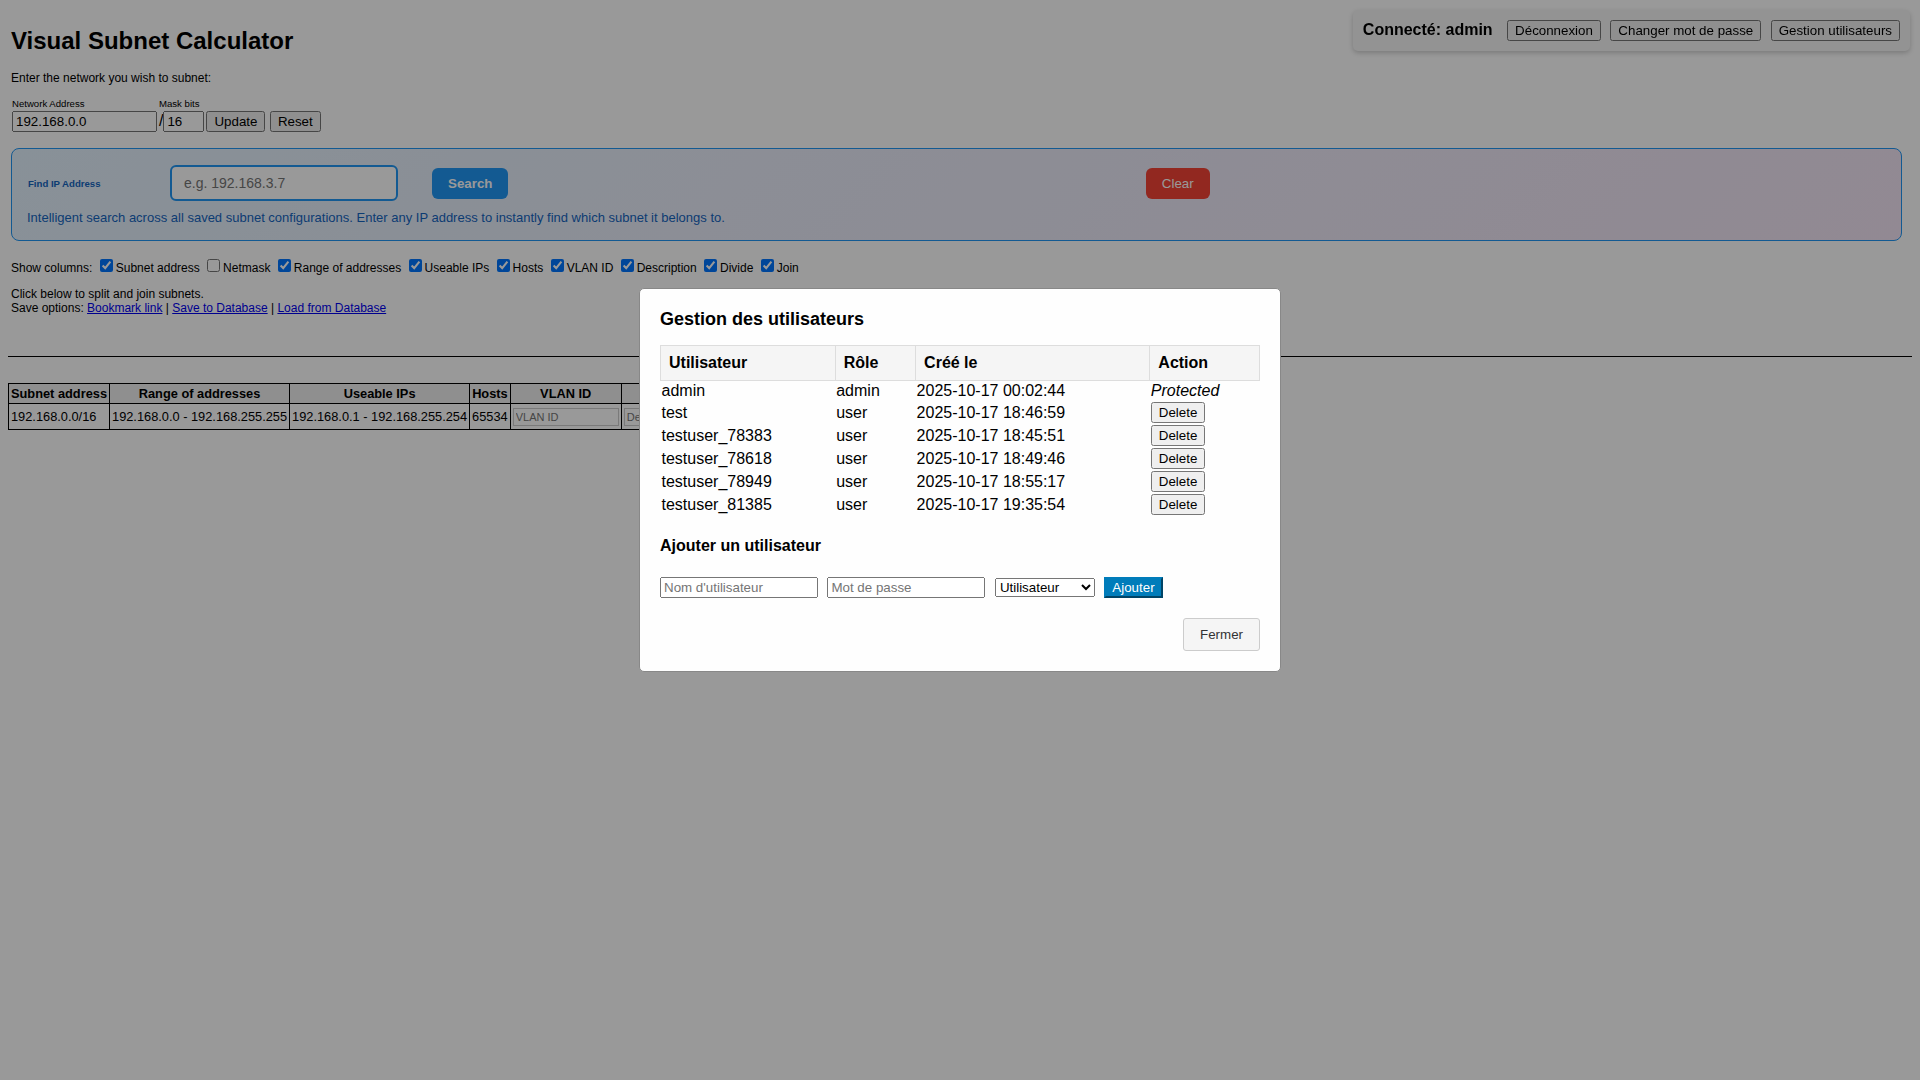 Visual Subnet Calculator
Connecté: admin Déconnexion Changer mot de passe Gestion utilisateurs
Enter the network you wish to subnet:
Network Address Mask bits
192.168.0.0 / 16 Update Reset
Find IP Address e.g. 192.168.3.7 Search Clear
Intelligent search across all saved subnet configurations. Enter any IP address to instantly find which subnet it belongs to.
Show columns: Subnet address Netmask Range of addresses Useable IPs Hosts VLAN ID Description Divide Join
Click below to split and join subnets.
Save options: Bookmark link | Save to Database | Load from Database
Subnet address Range of addresses Useable IPs Hosts VLAN ID
192.168.0.0/16 192.168.0.0 - 192.168.255.255 192.168.0.1 - 192.168.255.254 65534 VLAN ID De
Gestion des utilisateurs
Utilisateur Rôle Créé le Action
admin admin 2025-10-17 00:02:44 Protected
test user 2025-10-17 18:46:59 Delete
testuser_78383 user 2025-10-17 18:45:51 Delete
testuser_78618 user 2025-10-17 18:49:46 Delete
testuser_78949 user 2025-10-17 18:55:17 Delete
testuser_81385 user 2025-10-17 19:35:54 Delete
Ajouter un utilisateur
Nom d'utilisateur Mot de passe Utilisateur Ajouter
Fermer